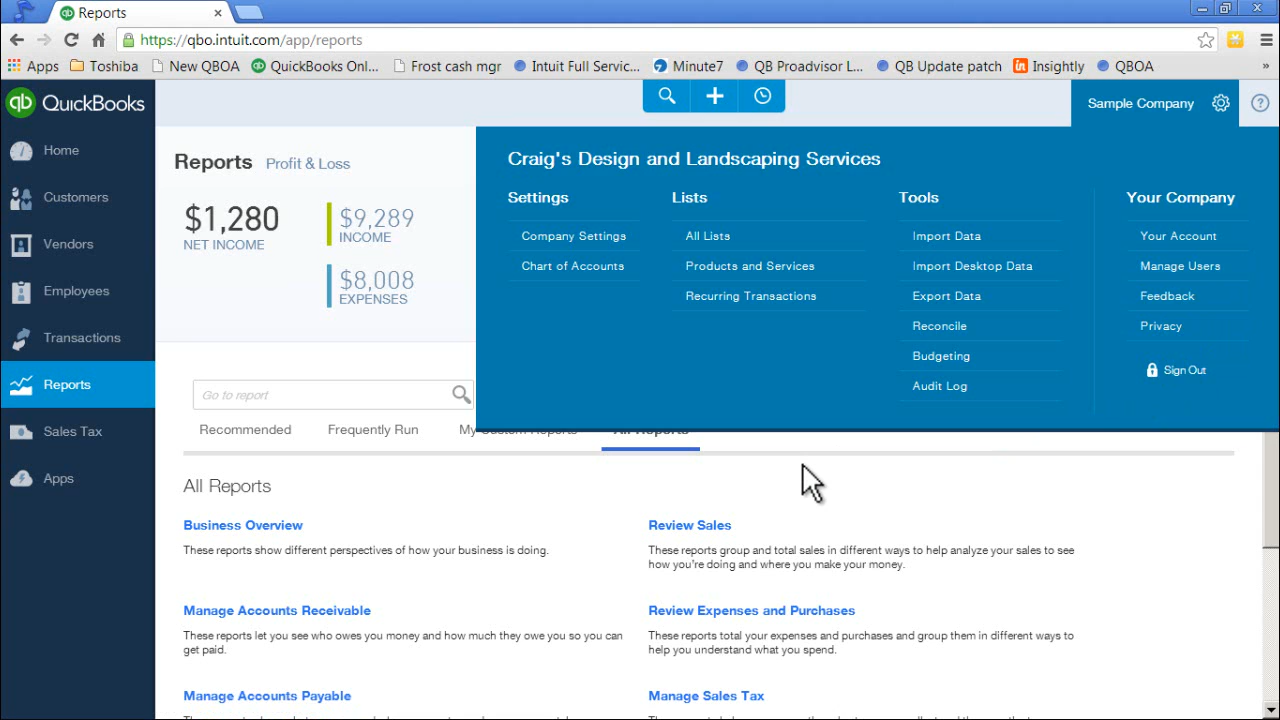 Reports
https://qbo.intuit.com/app/reports
Apps Toshiba New QBOA QuickBooks Onl... Frost cash mgr Intuit Full Servic... Minute7 QB Proadvisor L... QB Update patch Insightly QBOA »
qb QuickBooks
Sample Company
Home
Customers
Vendors
Employees
Transactions
Reports
Sales Tax
Apps
Reports Profit & Loss
$1,280
NET INCOME
$9,289
INCOME
$8,008
EXPENSES
Craig's Design and Landscaping Services
Settings
Company Settings
Chart of Accounts
Lists
All Lists
Products and Services
Recurring Transactions
Tools
Import Data
Import Desktop Data
Export Data
Reconcile
Budgeting
Audit Log
Your Company
Your Account
Manage Users
Feedback
Privacy
Sign Out
Go to report
Recommended Frequently Run My Custom Reports All Reports
All Reports
Business Overview
These reports show different perspectives of how your business is doing.
Review Sales
These reports group and total sales in different ways to help analyze your sales to see
how you're doing and where you make your money.
Manage Accounts Receivable
These reports let you see who owes you money and how much they owe you so you can
get paid.
Review Expenses and Purchases
These reports total your expenses and purchases and group them in different ways to
help you understand what you spend.
Manage Accounts Payable
Manage Sales Tax